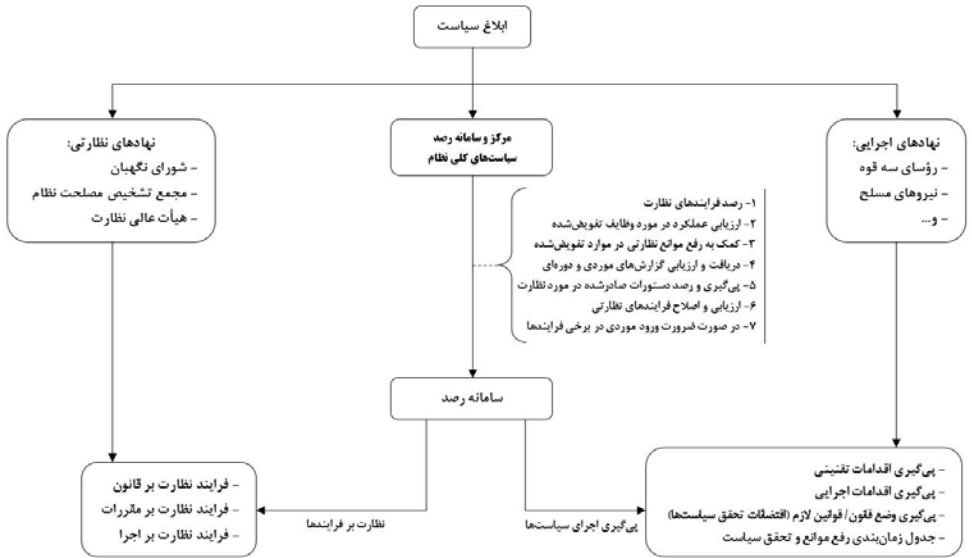 ابلاغ سیاست
نهادهای اجرایی:
- رؤسای سه قوه
- نیروهای مسلح
- و...
مرکز و سامانه رصد
سیاست‌های کلی نظام
نهادهای نظارتی:
- شورای نگهبان
- مجمع تشخیص مصلحت نظام
- هیأت عالی نظارت
۱- رصد فرایندهای نظارت
۲- ارزیابی عملکرد در مورد وظایف تفویض‌شده
۳- کمک به رفع موانع نظارتی در موارد تفویض‌شده
۴- دریافت و ارزیابی گزارش‌های موردی و دوره‌ای
۵- پی‌گیری و رصد دستورات صادرشده در مورد نظارت
۶- ارزیابی و اصلاح فرایندهای نظارتی
۷- در صورت ضرورت ورود موردی در برخی فرایندها
سامانه رصد
- پی‌گیری اقدامات تقنینی
- پی‌گیری اقدامات اجرایی
- پی‌گیری وضع قانون/ قوانین لازم (اقتضائات تحقق سیاست‌ها)
- جدول زمان‌بندی رفع موانع و تحقق سیاست
پی‌گیری اجرای سیاست‌ها
نظارت بر فرایندها
- فرایند نظارت بر قانون
- فرایند نظارت بر مقررات
- فرایند نظارت بر اجرا